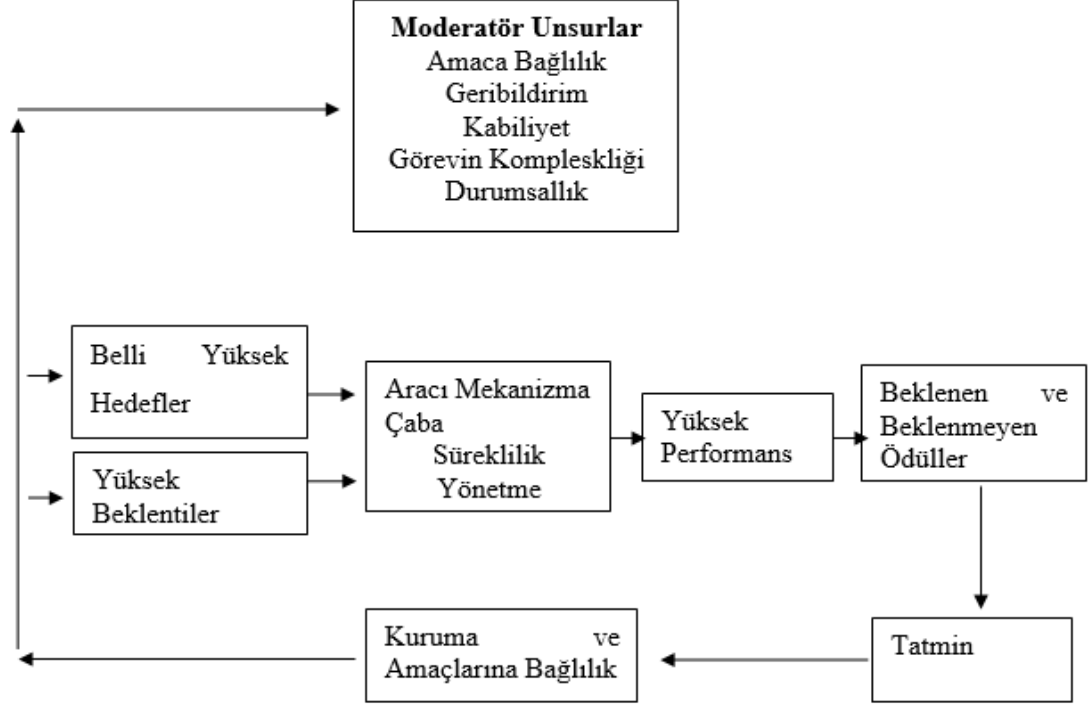 Moderatör Unsurlar
Amaca Bağlılık
Geribildirim
Kabiliyet
Görevin Kompleskliği
Durumsallık
Belli Yüksek
Hedefler
Yüksek
Beklentiler
Aracı Mekanizma
Çaba
Süreklilik
Yönetme
Yüksek
Performans
Beklenen ve
Beklenmeyen
Ödüller
Kuruma ve
Amaçlarına Bağlılık
Tatmin